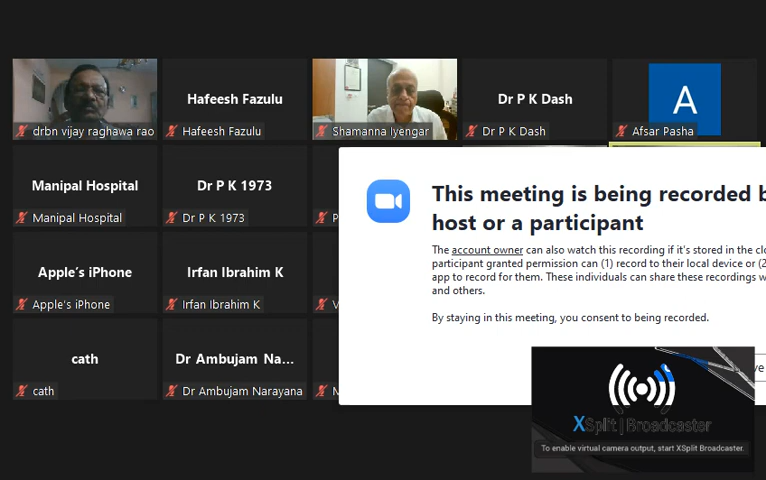 Hafeesh Fazulu
Dr P K Dash
A
drbn vijay raghawa rao
Hafeesh Fazulu
Shamanna Iyengar
Dr P K Dash
Afsar Pasha
Manipal Hospital
Dr P K 1973
Manipal Hospital
Dr P K 1973
P
This meeting is being recorded b
host or a participant
The account owner can also watch this recording if it's stored in the clo
participant granted permission can (1) record to their local device or (2
app to record for them. These individuals can share these recordings w
and others.
By staying in this meeting, you consent to being recorded.
Apple's iPhone
Irfan Ibrahim K
Apple's iPhone
Irfan Ibrahim K
V
cath
Dr Ambujam Na...
cath
Dr Ambujam Narayana
N
ve
XSplit|Broadcaster
To enable virtual camera output, start XSplit Broadcaster.